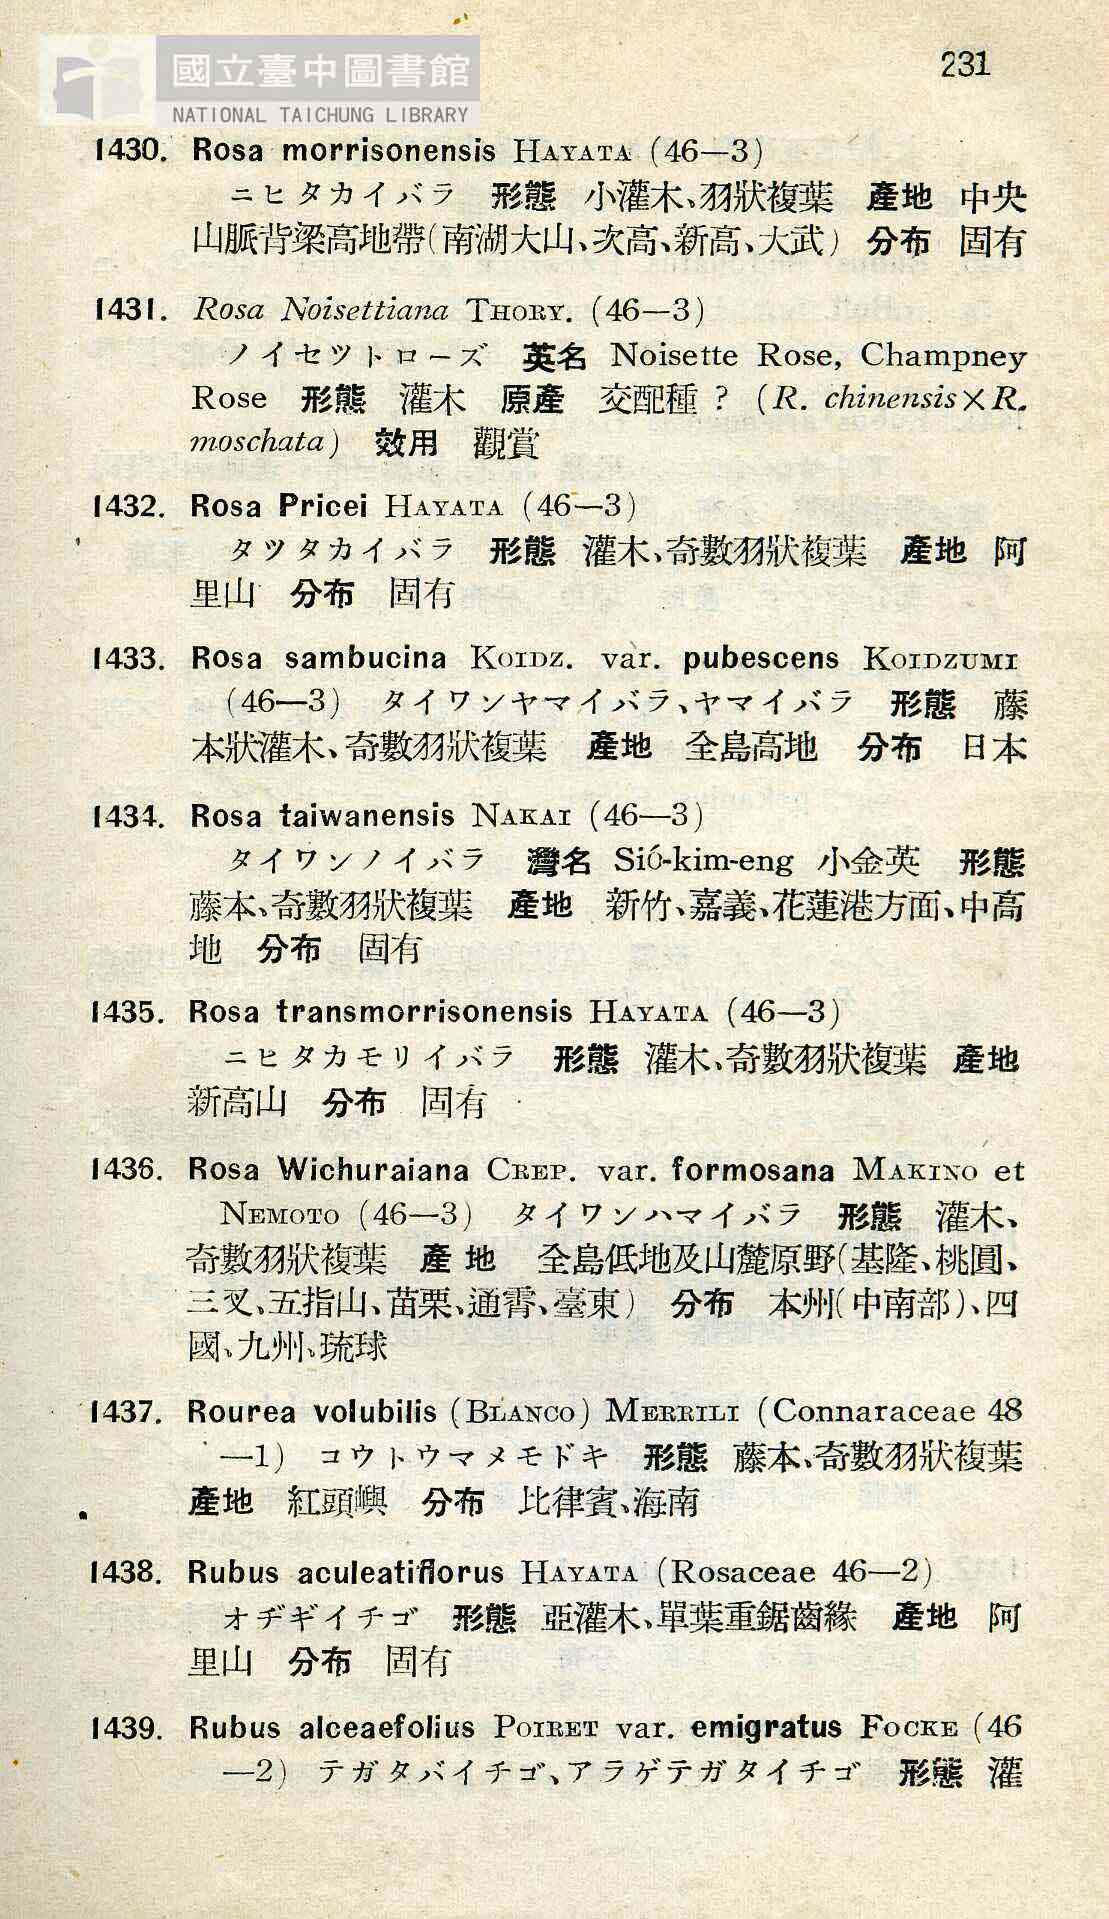 國立臺中圖書館
NATIONAL TAICHUNG LIBRARY
231
1430. Rosa morrisonensis HAYATA (46—3)
ニヒタカイバラ 形態 小灌木、羽狀複葉 產地 中央
山脈背梁高地帶(南湖大山、次高、新高、大武) 分布 固有
1431. Rosa Noisettiana THORY. (46—3)
ノイセツトローズ 英名 Noisette Rose, Champney
Rose 形態 灌木 原產 交配種 ? (R. chinensis×R.
moschata) 效用 觀賞
1432. Rosa Pricei HAYATA (46—3)
タツタカイバラ 形態 灌木、奇數羽狀複葉 產地 阿
里山 分布 固有
1433. Rosa sambucina KOIDZ. var. pubescens KOIDZUMI
(46—3) タイワンヤマイバラ、ヤマイバラ 形態 藤
本狀灌木、奇數羽狀複葉 產地 全島高地 分布 日本
1434. Rosa taiwanensis NAKAI (46—3)
タイワンノイバラ 灣名 Sió-kim-eng 小金英 形態
藤本、奇數羽狀複葉 產地 新竹、嘉義、花蓮港方面、中高
地 分布 固有
1435. Rosa transmorrisonensis HAYATA (46—3)
ニヒタカモリイバラ 形態 灌木、奇數羽狀複葉 產地
新高山 分布 固有
1436. Rosa Wichuraiana CREP. var. formosana MAKINO et
NEMOTO (46—3) タイワンハマイバラ 形態 灌木、
奇數羽狀複葉 產地 全島低地及山麓原野(基隆、桃園、
三叉、五指山、苗栗、通霄、臺東) 分布 本州(中南部)、四
國、九州、琉球
1437. Rourea volubilis (BLANCO) MERRILI (Connaraceae 48
—1) コウトウマメモドキ 形態 藤本、奇數羽狀複葉
產地 紅頭嶼 分布 比律賓、海南
1438. Rubus aculeatiflorus HAYATA (Rosaceae 46—2)
オヂギイチゴ 形態 亞灌木、單葉重鋸齒緣 產地 阿
里山 分布 固有
1439. Rubus alceaefolius POIRET var. emigratus FOCKE (46
—2) テガタバイチゴ、アラゲテガタイチゴ 形態 灌